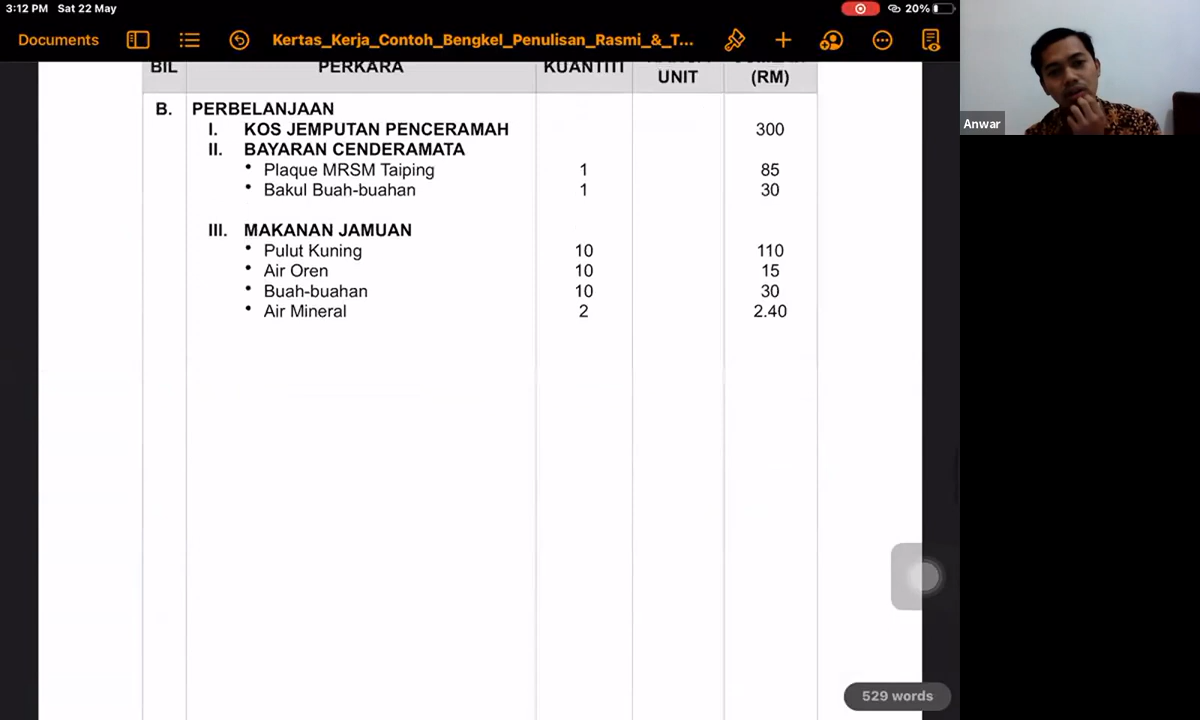 3:12 PM Sat 22 May 20%
Documents Kertas_Kerja_Contoh_Bengkel_Penulisan_Rasmi_&_T...
BIL PERKARA KUANTITI UNIT (RM)
B. PERBELANJAAN
I. KOS JEMPUTAN PENCERAMAH 300
II. BAYARAN CENDERAMATA
• Plaque MRSM Taiping 1 85
• Bakul Buah-buahan 1 30
III. MAKANAN JAMUAN
• Pulut Kuning 10 110
• Air Oren 10 15
• Buah-buahan 10 30
• Air Mineral 2 2.40
529 words
Anwar